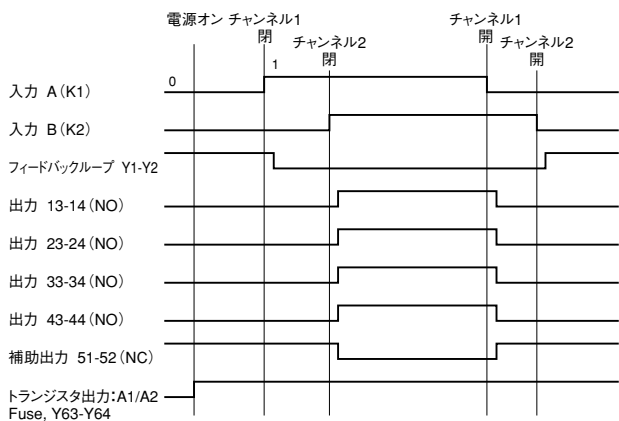 電源オン チャンネル1 チャンネル1
閉 チャンネル2 開 チャンネル2
1 閉 開
0
入力 A(K1)
入力 B(K2)
フィードバックループ Y1-Y2
出力 13-14(NO)
出力 23-24(NO)
出力 33-34(NO)
出力 43-44(NO)
補助出力 51-52(NC)
トランジスタ出力:A1/A2
Fuse, Y63-Y64